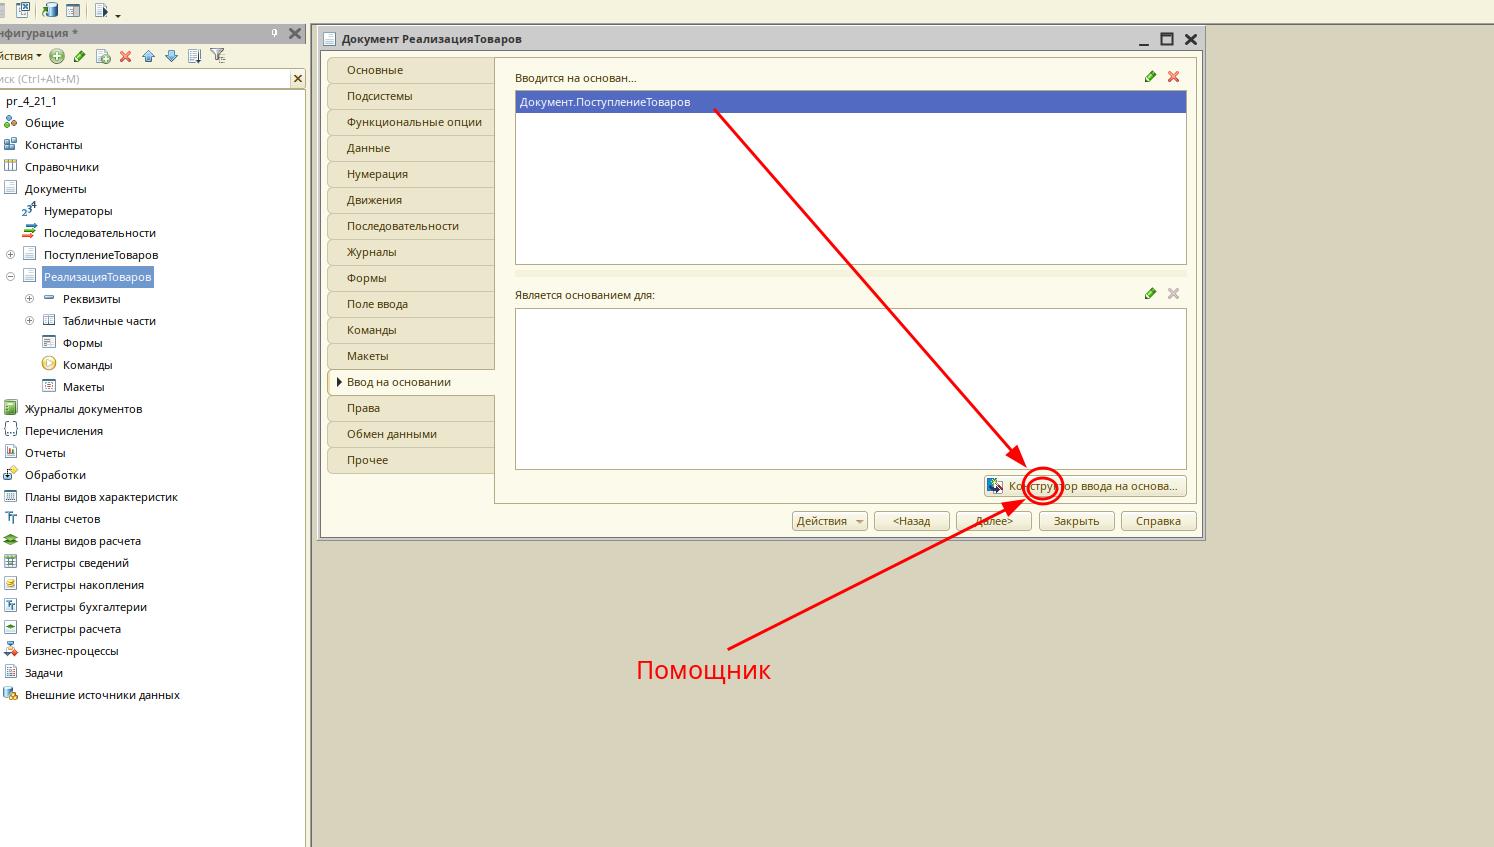 нфигурация *
йствия
иск (Ctrl+Alt+M)
pr_4_21_1
Общие
Константы
Справочники
Документы
Нумераторы
Последовательности
ПоступлениеТоваров
РеализацияТоваров
Реквизиты
Табличные части
Формы
Команды
Макеты
Журналы документов
Перечисления
Отчеты
Обработки
Планы видов характеристик
Планы счетов
Планы видов расчета
Регистры сведений
Регистры накопления
Регистры бухгалтерии
Регистры расчета
Бизнес-процессы
Задачи
Внешние источники данных
Документ РеализацияТоваров
Основные
Подсистемы
Функциональные опции
Данные
Нумерация
Движения
Последовательности
Журналы
Формы
Поле ввода
Команды
Макеты
Ввод на основании
Права
Обмен данными
Прочее
Вводится на основан...
Документ.ПоступлениеТоваров
Является основанием для:
Конструктор ввода на основа...
Действия <Назад Далее> Закрыть Справка
Помощник